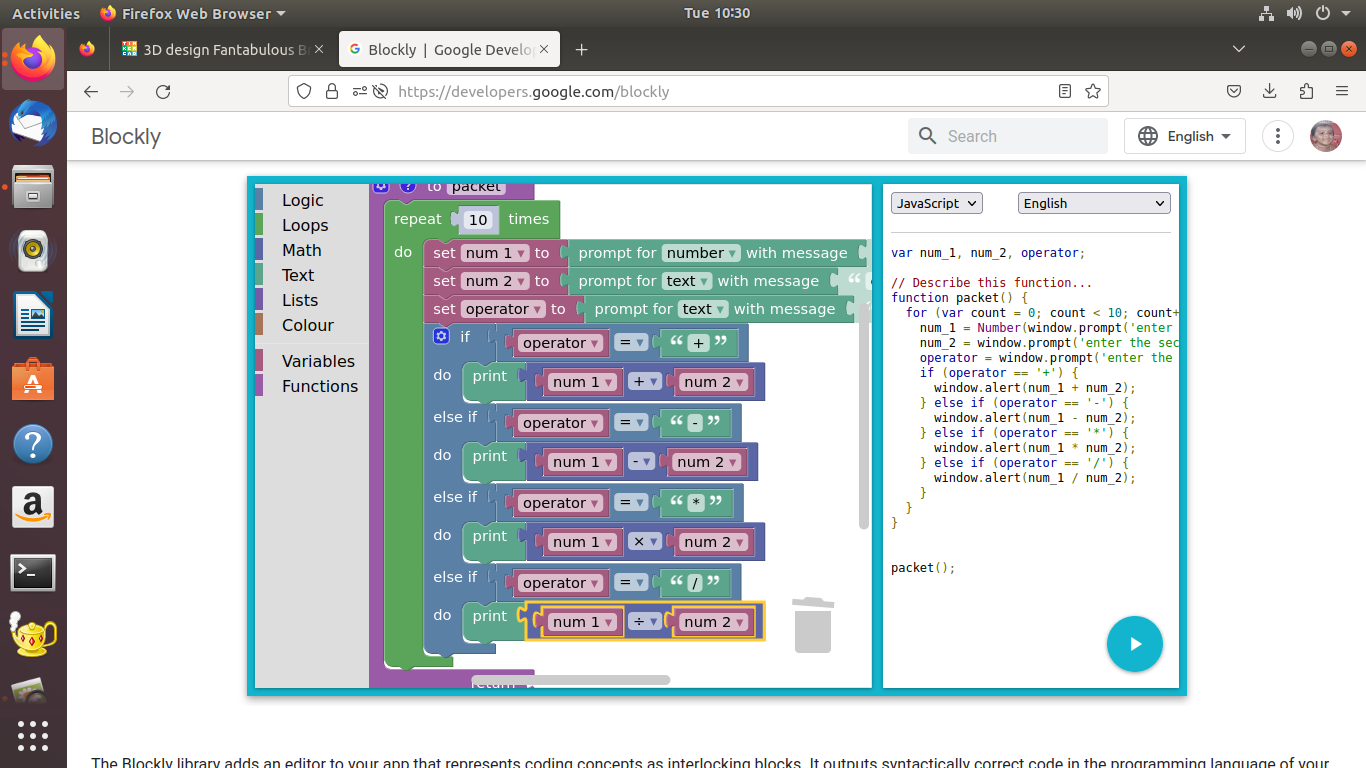 Activities Firefox Web Browser Tue 10:30
3D design Fantabulous B
Blockly | Google Develo
https://developers.google.com/blockly
Blockly Search English
Logic
Loops
Math
Text
Lists
Colour
Variables
Functions
to packet
repeat 10 times
do set num 1 to prompt for number with message
set num 2 to prompt for text with message “
set operator to prompt for text with message
if operator = “ + ”
do print num 1 + num 2
else if operator = “ - ”
do print num 1 - num 2
else if operator = “ * ”
do print num 1 × num 2
else if operator = “ / ”
do print num 1 ÷ num 2
return
JavaScript English
var num_1, num_2, operator;
// Describe this function...
function packet() {
for (var count = 0; count < 10; count+
num_1 = Number(window.prompt('enter
num_2 = window.prompt('enter the sec
operator = window.prompt('enter the
if (operator == '+') {
window.alert(num_1 + num_2);
} else if (operator == '-') {
window.alert(num_1 - num_2);
} else if (operator == '*') {
window.alert(num_1 * num_2);
} else if (operator == '/') {
window.alert(num_1 / num_2);
}
}
}
packet();
The Blockly library adds an editor to your app that represents coding concepts as interlocking blocks. It outputs syntactically correct code in the programming language of your